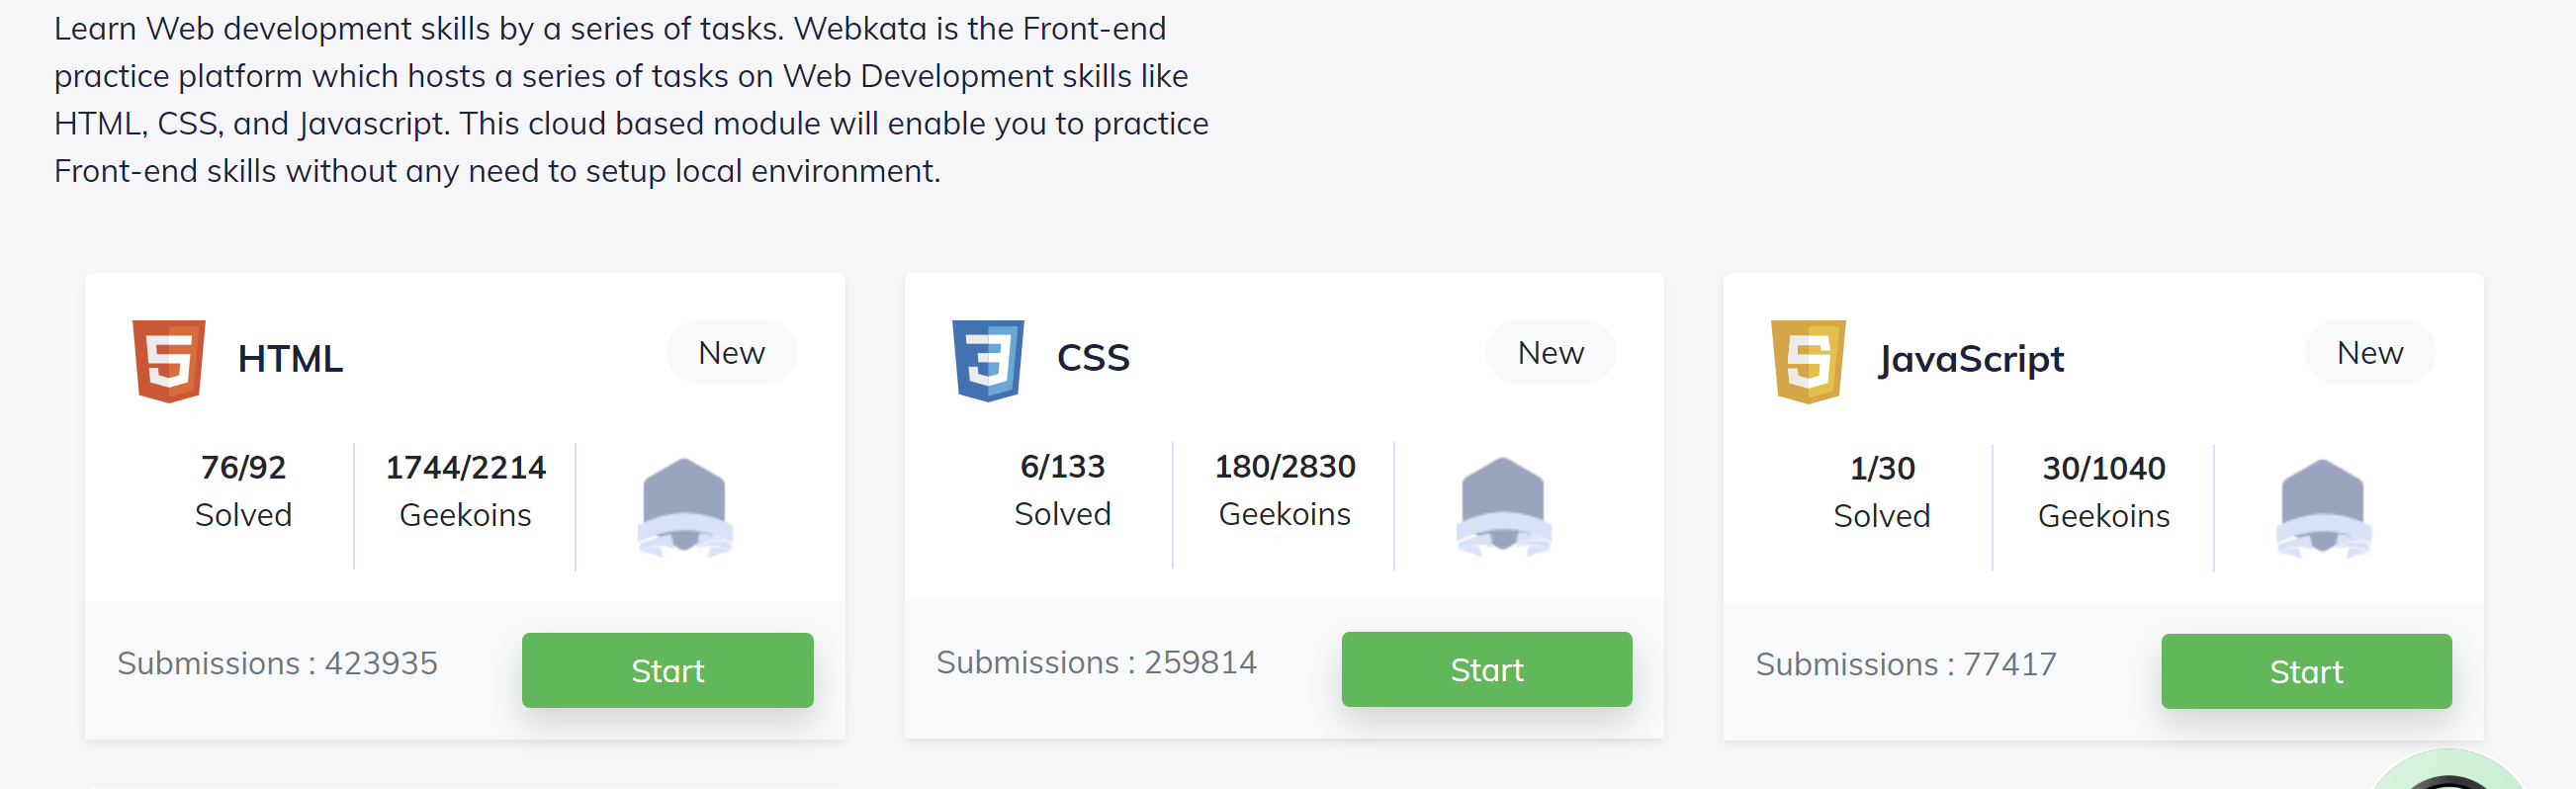 Learn Web development skills by a series of tasks. Webkata is the Front-end
practice platform which hosts a series of tasks on Web Development skills like
HTML, CSS, and Javascript. This cloud based module will enable you to practice
Front-end skills without any need to setup local environment.
HTML
New
76/92
Solved
1744/2214
Geekoins
Submissions : 423935
Start
CSS
New
6/133
Solved
180/2830
Geekoins
Submissions : 259814
Start
JavaScript
New
1/30
Solved
30/1040
Geekoins
Submissions : 77417
Start